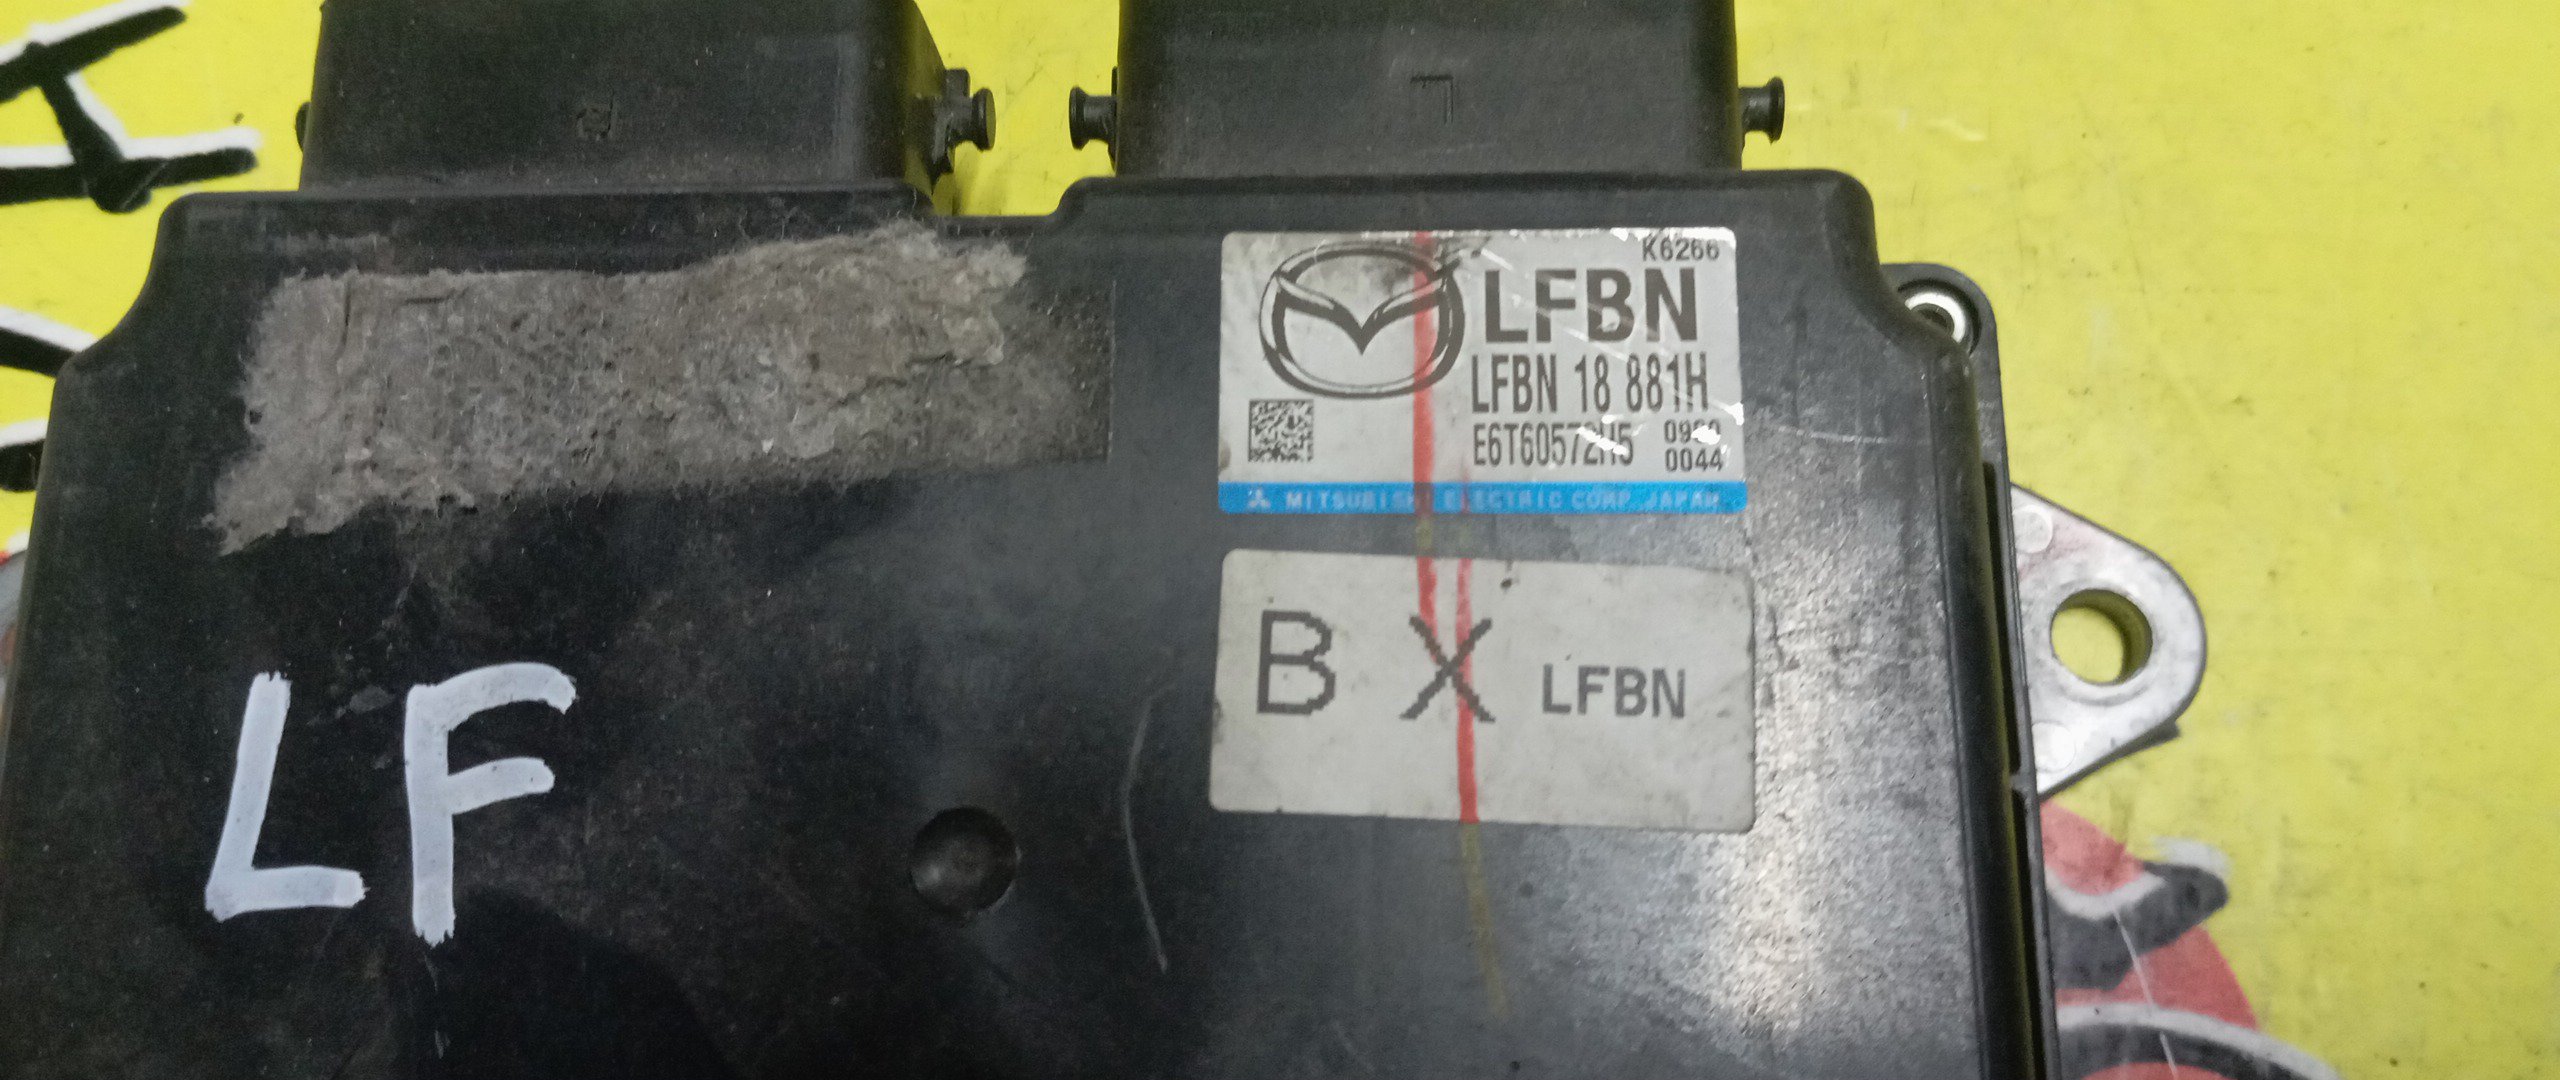 K6266
LFBN
LFBN 18 881H
E6T60572H5
0044
MITSUBISHI ELECTRIC CORP. JAPAN
B X LFBN
LF